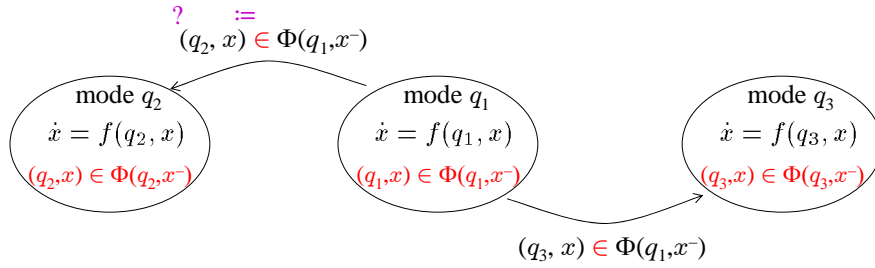 ? :=
(q₂, x) ∈ Φ(q₁,x⁻)
mode q₂
ẋ = f(q₂, x)
(q₂,x) ∈ Φ(q₂,x⁻)
mode q₁
ẋ = f(q₁, x)
(q₁,x) ∈ Φ(q₁,x⁻)
mode q₃
ẋ = f(q₃, x)
(q₃,x) ∈ Φ(q₃,x⁻)
(q₃, x) ∈ Φ(q₁,x⁻)